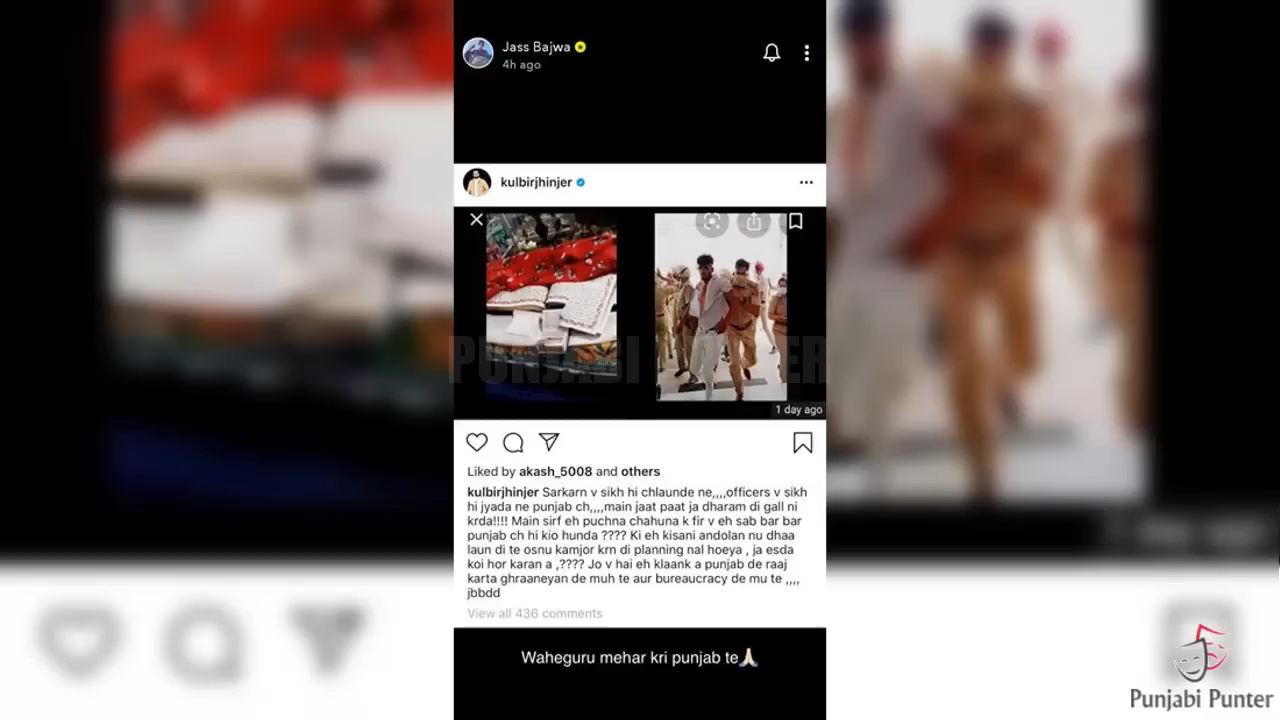 Jass Bajwa
4h ago
kulbirjhinjer
1 day ago
Liked by akash_5008 and others
kulbirjhinjer Sarkarn v sikh hi chlaunde ne,,,,officers v sikh
hi jyada ne punjab ch,,,,main jaat paat ja dharam di gall ni
krda!!!! Main sirf eh puchna chahuna k fir v eh sab bar bar
punjab ch hi kio hunda ???? Ki eh kisani andolan nu dhaa
laun di te osnu kamjor krn di planning nal hoeya , ja esda
koi hor karan a ,???? Jo v hai eh klaank a punjab de raaj
karta ghraaneyan de muh te aur bureaucracy de mu te ,,,,
jbbdd
View all 436 comments
Waheguru mehar kri punjab te🙏🏻
PUNJABI PUNTER
Punjabi Punter